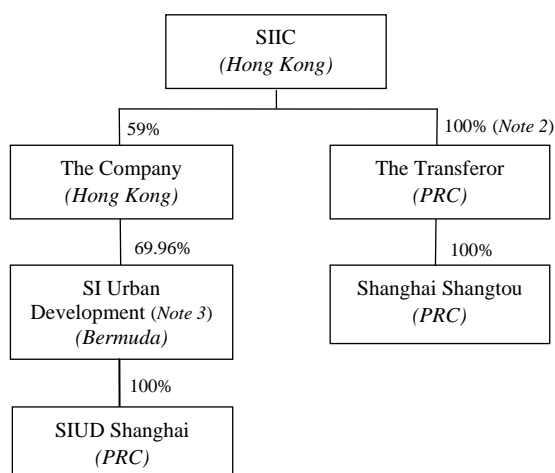 SIIC
(Hong Kong)
59%
100% (Note 2)
The Company
(Hong Kong)
The Transferor
(PRC)
69.96%
100%
SI Urban
Development (Note 3)
(Bermuda)
Shanghai Shangtou
(PRC)
100%
SIUD Shanghai
(PRC)